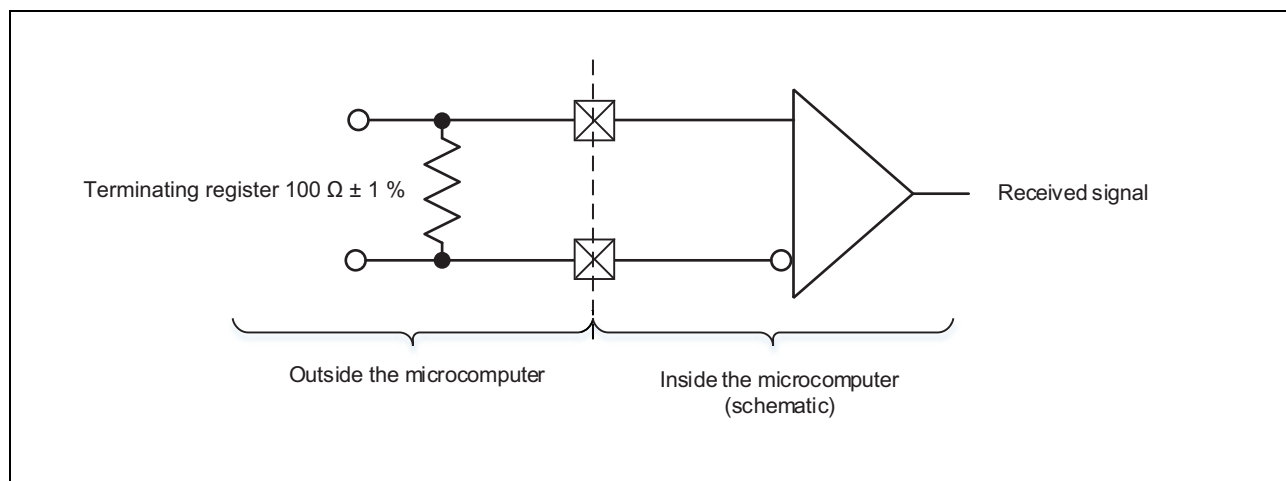 Terminating register 100 Ω ± 1 %
Received signal
Outside the microcomputer
Inside the microcomputer
(schematic)